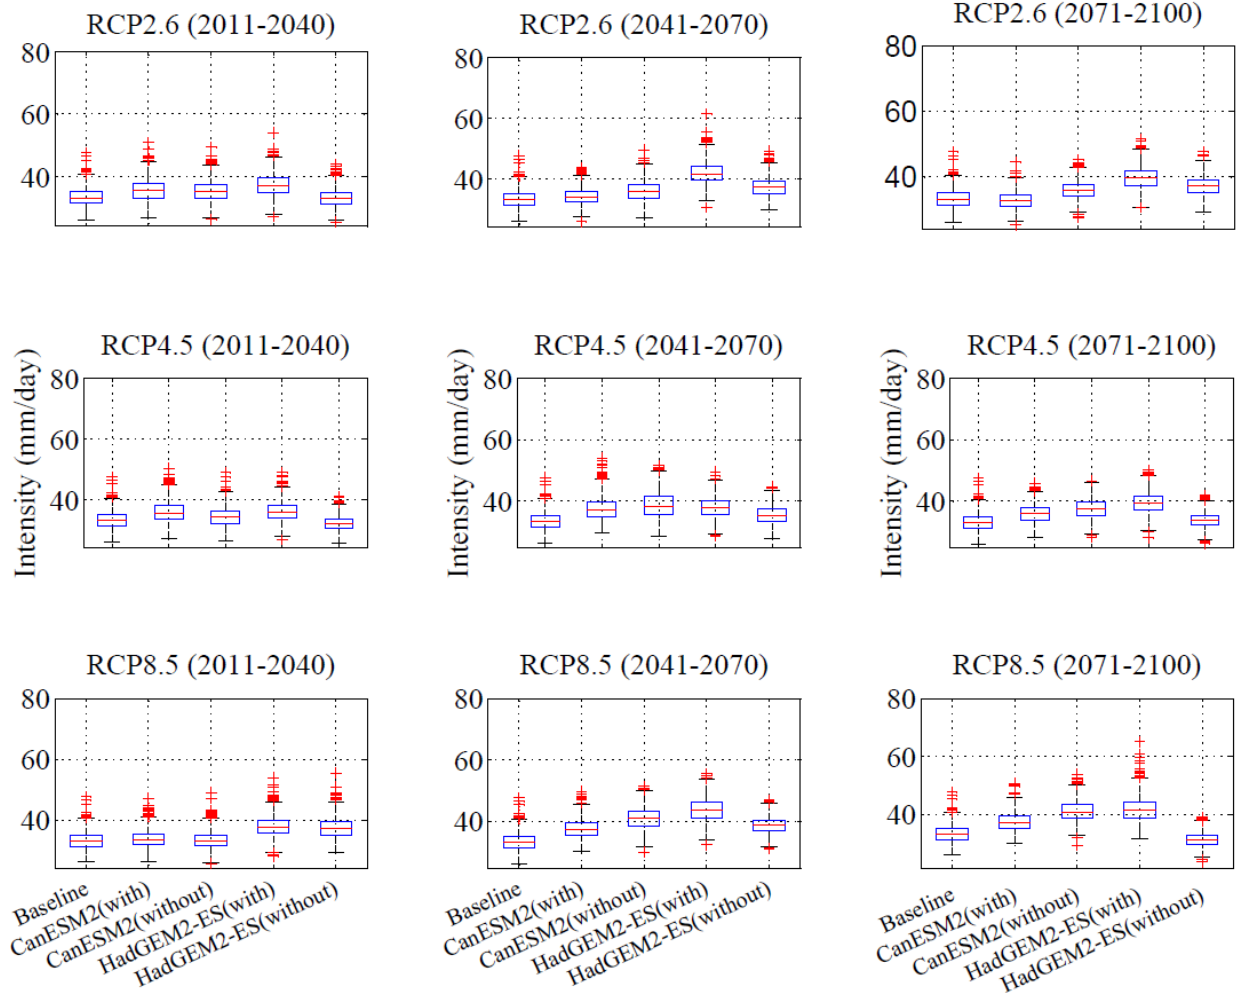 RCP2.6 (2011-2040)
80
60
40
RCP2.6 (2041-2070)
80
60
40
RCP2.6 (2071-2100)
80
60
40
RCP4.5 (2011-2040)
Intensity (mm/day)
80
60
40
RCP4.5 (2041-2070)
Intensity (mm/day)
80
60
40
RCP4.5 (2071-2100)
Intensity (mm/day)
80
60
40
RCP8.5 (2011-2040)
80
60
40
Baseline
CanESM2(with)
CanESM2(without)
HadGEM2-ES(with)
HadGEM2-ES(without)
RCP8.5 (2041-2070)
80
60
40
Baseline
CanESM2(with)
CanESM2(without)
HadGEM2-ES(with)
HadGEM2-ES(without)
RCP8.5 (2071-2100)
80
60
40
Baseline
CanESM2(with)
CanESM2(without)
HadGEM2-ES(with)
HadGEM2-ES(without)